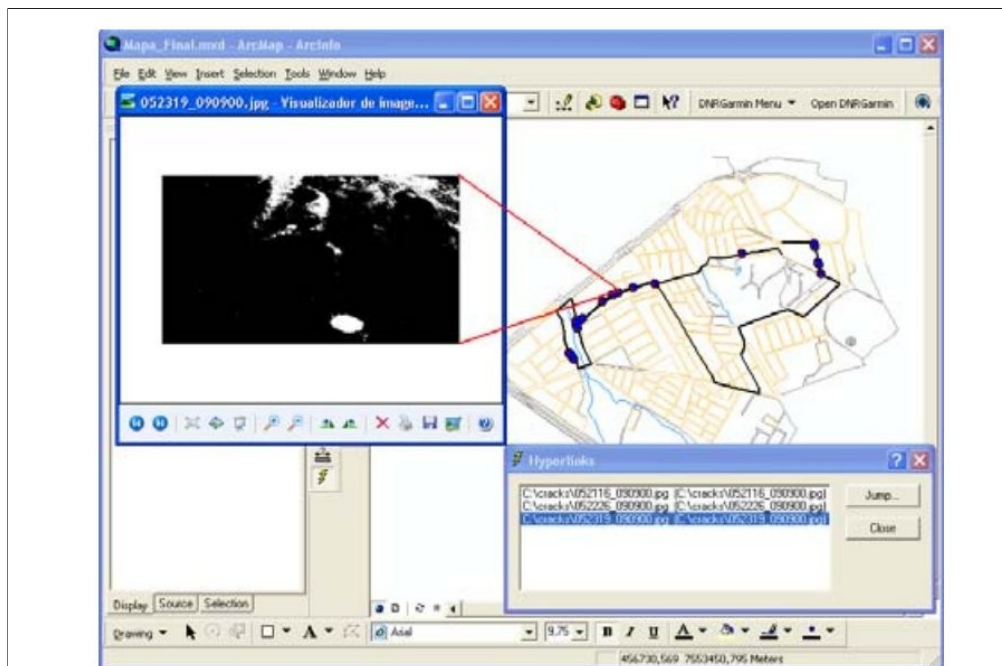 Mapa_Final.mxd - ArcMap - ArcInfo
File Edit View Insert Selection Tools Window Help
052319_090900.jpg - Visualizador de image...
DNRGarmin Menu Open DNRGarmin
Hyperlinks
C:\cracks\052116_090900.jpg (C:\cracks\052116_090900.jpg)
C:\cracks\052226_090900.jpg (C:\cracks\052226_090900.jpg)
C:\cracks\052319_090900.jpg (C:\cracks\052319_090900.jpg)
Jump...
Close
Display Source Selection
Drawing A Arial 9.75 B I U A
456730,569 7553450,795 Meters